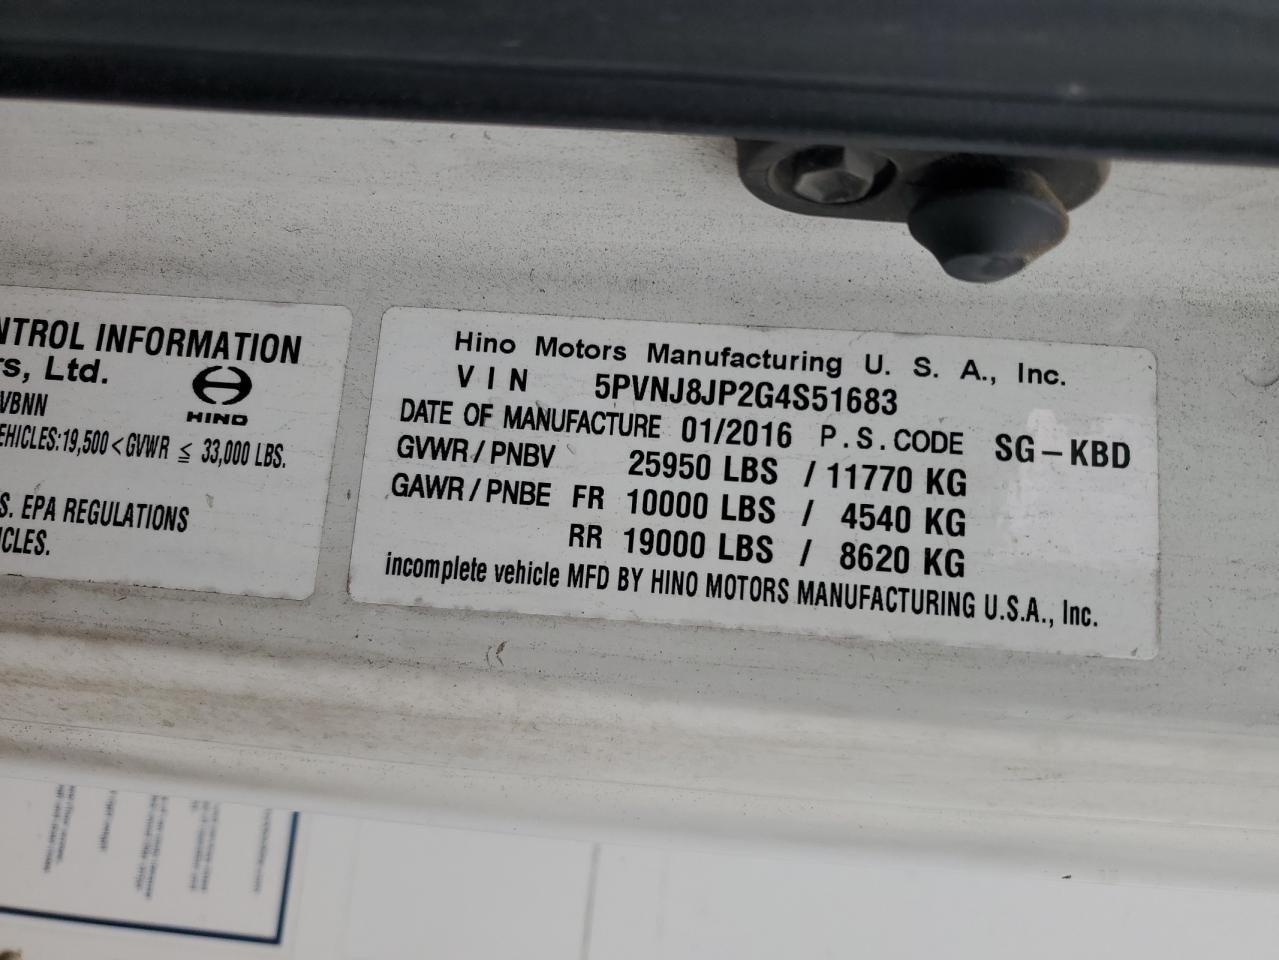 NTROL INFORMATION
rs, Ltd.
HINO
VBNN
EHICLES:19,500 < GVWR ≦ 33,000 LBS.
S. EPA REGULATIONS
ICLES.
Hino Motors Manufacturing U. S. A., Inc.
V I N 5PVNJ8JP2G4S51683
DATE OF MANUFACTURE 01/2016 P.S.CODE SG-KBD
GVWR/PNBV 25950 LBS / 11770 KG
GAWR/PNBE FR 10000 LBS / 4540 KG
RR 19000 LBS / 8620 KG
incomplete vehicle MFD BY HINO MOTORS MANUFACTURING U.S.A., Inc.